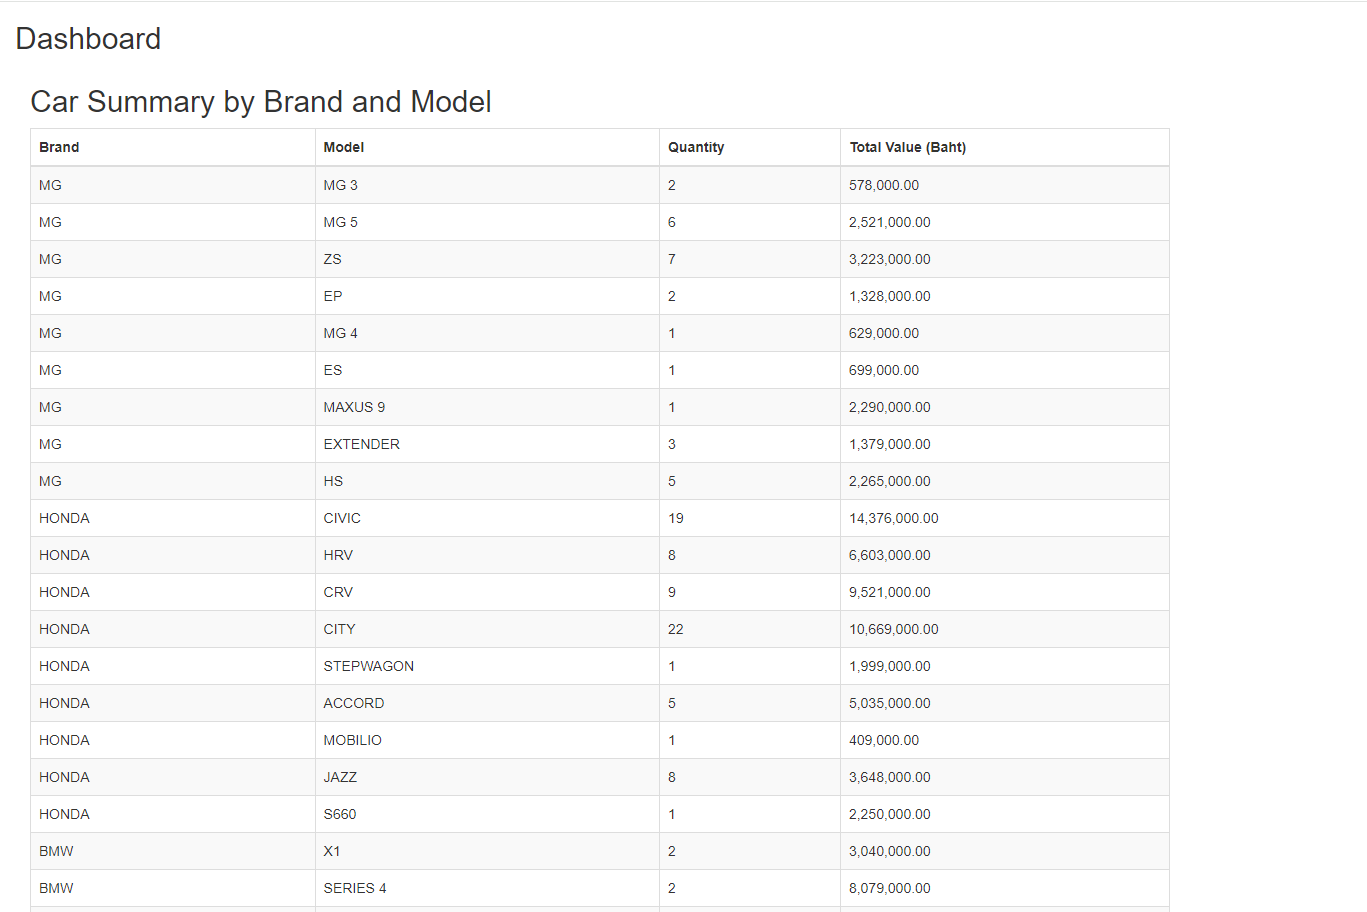 Dashboard
Car Summary by Brand and Model
Brand Model Quantity Total Value (Baht)
MG MG 3 2 578,000.00
MG MG 5 6 2,521,000.00
MG ZS 7 3,223,000.00
MG EP 2 1,328,000.00
MG MG 4 1 629,000.00
MG ES 1 699,000.00
MG MAXUS 9 1 2,290,000.00
MG EXTENDER 3 1,379,000.00
MG HS 5 2,265,000.00
HONDA CIVIC 19 14,376,000.00
HONDA HRV 8 6,603,000.00
HONDA CRV 9 9,521,000.00
HONDA CITY 22 10,669,000.00
HONDA STEPWAGON 1 1,999,000.00
HONDA ACCORD 5 5,035,000.00
HONDA MOBILIO 1 409,000.00
HONDA JAZZ 8 3,648,000.00
HONDA S660 1 2,250,000.00
BMW X1 2 3,040,000.00
BMW SERIES 4 2 8,079,000.00